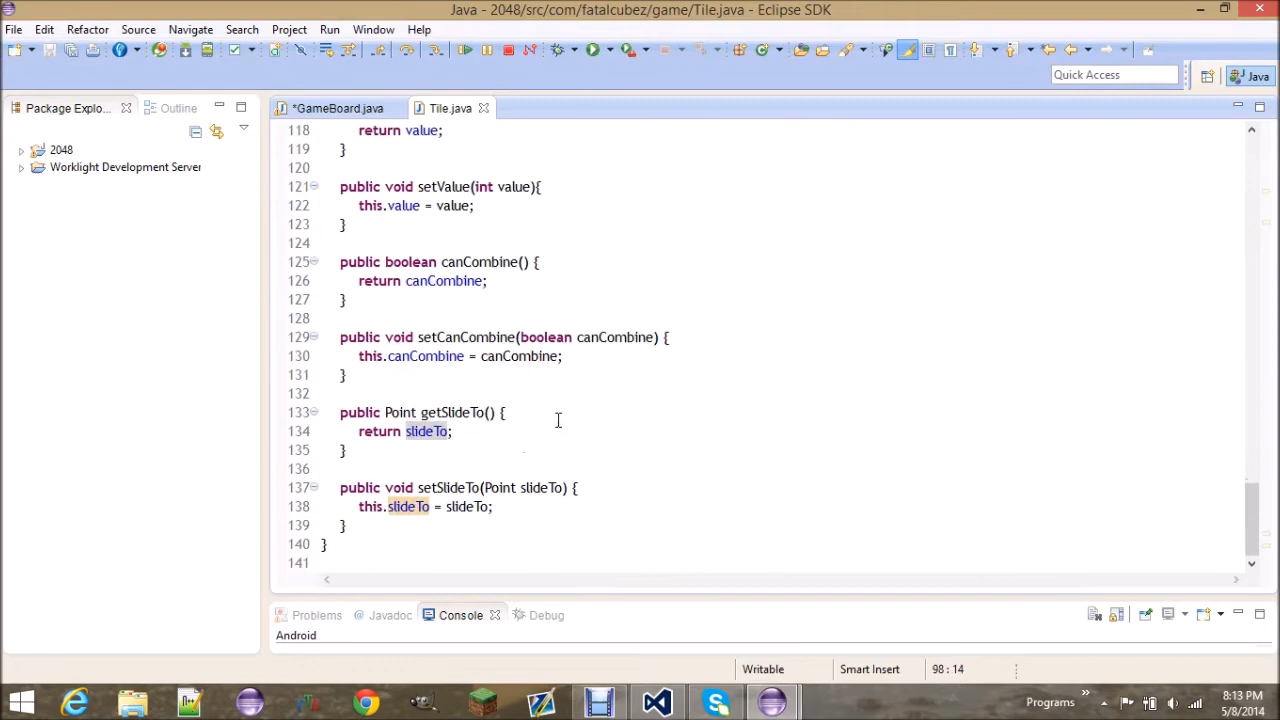 Java - 2048/src/com/fatalcubez/game/Tile.java - Eclipse SDK
File Edit Refactor Source Navigate Search Project Run Window Help
Quick Access
Java
Package Explo...
Outline
*GameBoard.java
Tile.java
2048
Worklight Development Server
118 return value;
119 }
120
121 public void setValue(int value){
122 this.value = value;
123 }
124
125 public boolean canCombine() {
126 return canCombine;
127 }
128
129 public void setCanCombine(boolean canCombine) {
130 this.canCombine = canCombine;
131 }
132
133 public Point getSlideTo() {
134 return slideTo;
135 }
136
137 public void setSlideTo(Point slideTo) {
138 this.slideTo = slideTo;
139 }
140 }
141
Problems @ Javadoc Console Debug
Android
Writable Smart Insert 98 : 14
Programs
8:13 PM
5/8/2014